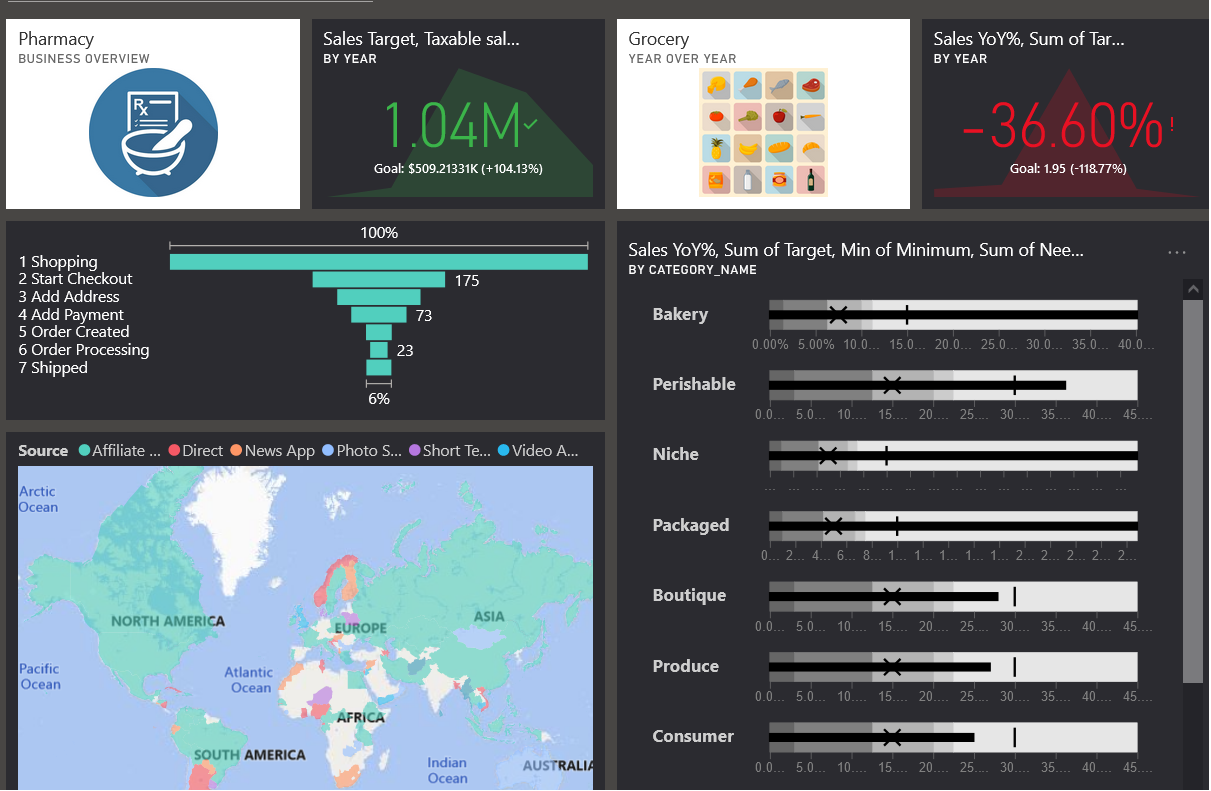 Pharmacy
BUSINESS OVERVIEW
Rx
Sales Target, Taxable sal...
BY YEAR
1.04M
Goal: $509.21331K (+104.13%)
Grocery
YEAR OVER YEAR
Sales YoY%, Sum of Tar...
BY YEAR
-36.60%!
Goal: 1.95 (-118.77%)
100%
1 Shopping
2 Start Checkout
175
3 Add Address
4 Add Payment
73
5 Order Created
6 Order Processing
23
7 Shipped
6%
Source Affiliate ... Direct News App Photo S... Short Te... Video A...
Arctic
Ocean
NORTH AMERICA
EUROPE
ASIA
Pacific
Ocean
Atlantic
Ocean
AFRICA
SOUTH AMERICA
Indian
Ocean
AUSTRALIA
Sales YoY%, Sum of Target, Min of Minimum, Sum of Nee...
...
BY CATEGORY_NAME
Bakery
0.00% 5.00% 10.0... 15.0... 20.0... 25.0... 30.0... 35.0... 40.0...
Perishable
0.0... 5.0... 10.... 15.... 20.... 25.... 30.... 35.... 40.... 45....
Niche
... ... ... ... ... ... ... ... ... ... ... ... ... ... ... ...
Packaged
0... 2... 4... 6... 8... 1... 1... 1... 1... 1... 2... 2... 2... 2... 2...
Boutique
0.0... 5.0... 10.... 15.... 20.... 25.... 30.... 35.... 40.... 45....
Produce
0.0... 5.0... 10.... 15.... 20.... 25.... 30.... 35.... 40.... 45....
Consumer
0.0... 5.0... 10.... 15.... 20.... 25.... 30.... 35.... 40.... 45....